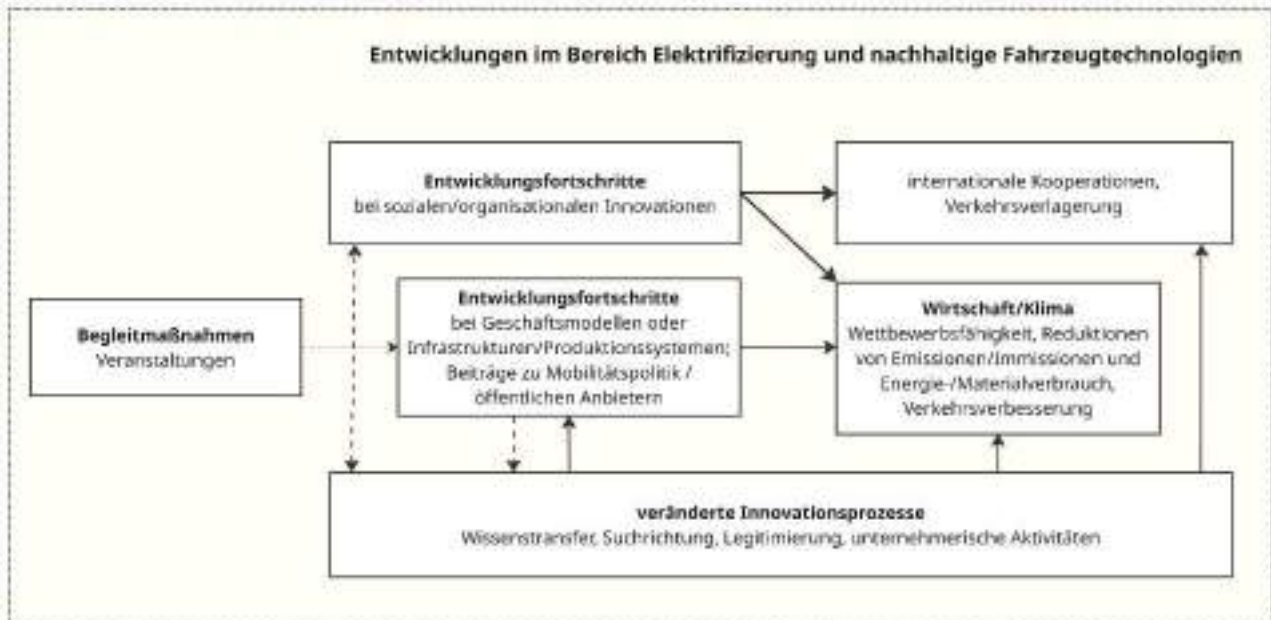 Entwicklungen im Bereich Elektrifizierung und nachhaltige Fahrzeugtechnologien
Entwicklungsfortschritte
bei sozialen/organisationalen Innovationen
internationale Kooperationen,
Verkehrsverlagerung
Begleitmaßnahmen
Veranstaltungen
Entwicklungsfortschritte
bei Geschäftsmodellen oder
Infrastrukturen/Produktionssystemen;
Beiträge zu Mobilitätspolitik /
öffentlichen Anbietern
Wirtschaft/Klima
Wettbewerbsfähigkeit, Reduktionen
von Emissionen/Immissionen und
Energie-/Materialverbrauch,
Verkehrsverbesserung
veränderte Innovationsprozesse
Wissenstransfer, Suchrichtung, Legitimierung, unternehmerische Aktivitäten